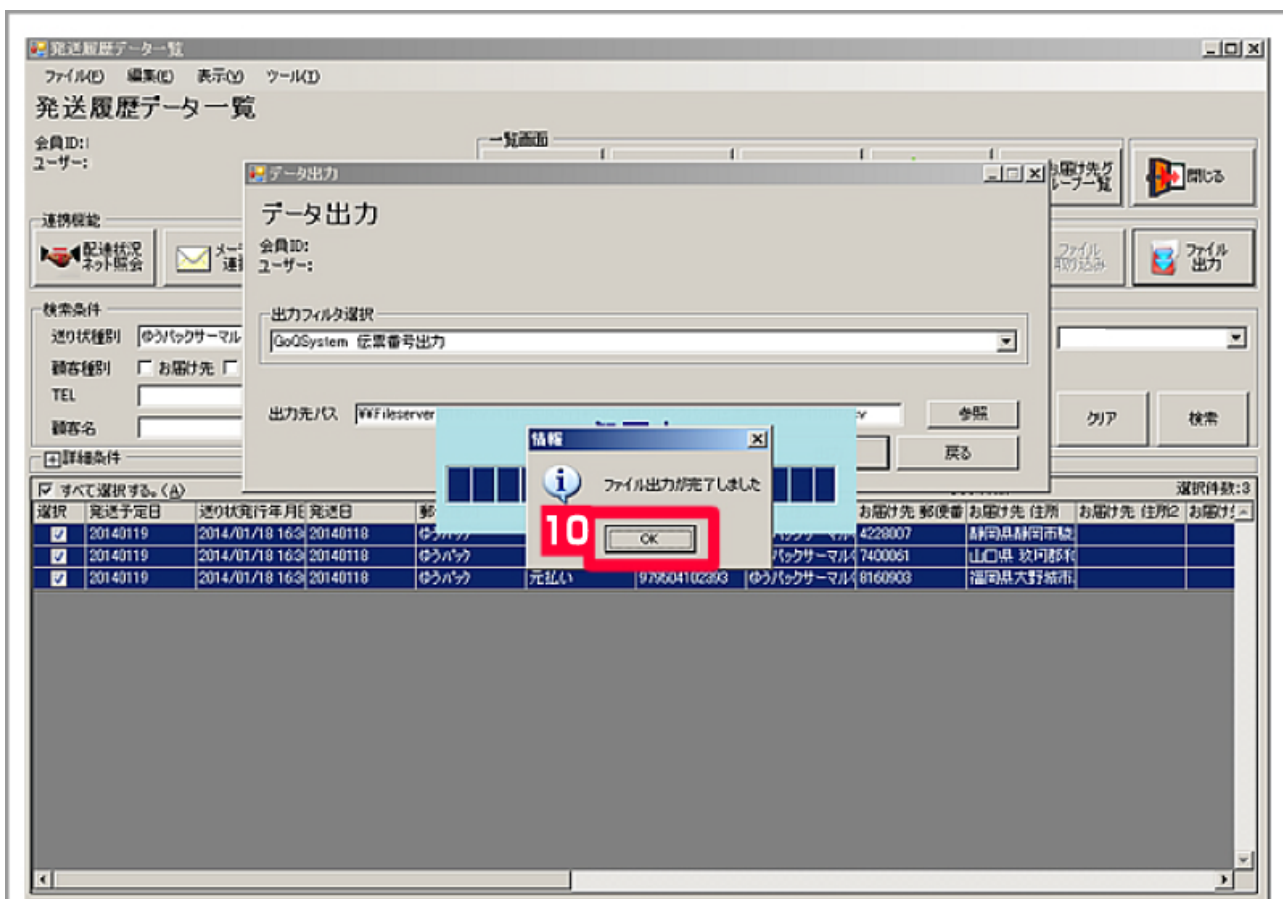 発送履歴データ一覧
ファイル(F) 編集(E) 表示(V) ツール(T)
発送履歴データ一覧
会員ID:
ユーザー:
一覧画面
お届け先グ
ループ一覧
閉じる
データ出力
データ出力
会員ID:
ユーザー:
連携機能
配達状況
ネット照会
ファイル
取り込み
ファイル
出力
出力フィルタ選択
GoQSystem 伝票番号出力
検索条件
送り状種別 ゆうパックサーマル
顧客種別 お届け先
TEL
顧客名
出力先パス ¥¥Fileserver
参照
戻る
クリア 検索
詳細条件
情報
ファイル出力が完了しました
10
OK
すべて選択する。(A)
選択件数:3
選択 発送予定日 送り状発行年月日 発送日 お届け先 郵便番 お届け先 住所 お届け先 住所2
20140119 2014/01/18 16:3 20140118 ゆうパック 4228007 静岡県静岡市駿
20140119 2014/01/18 16:3 20140118 ゆうパック ゆうパックサーマル 7400061 山口県 玖珂郡和
20140119 2014/01/18 16:3 20140118 ゆうパック 元払い 979504102393 ゆうパックサーマル 8160903 福岡県大野城市